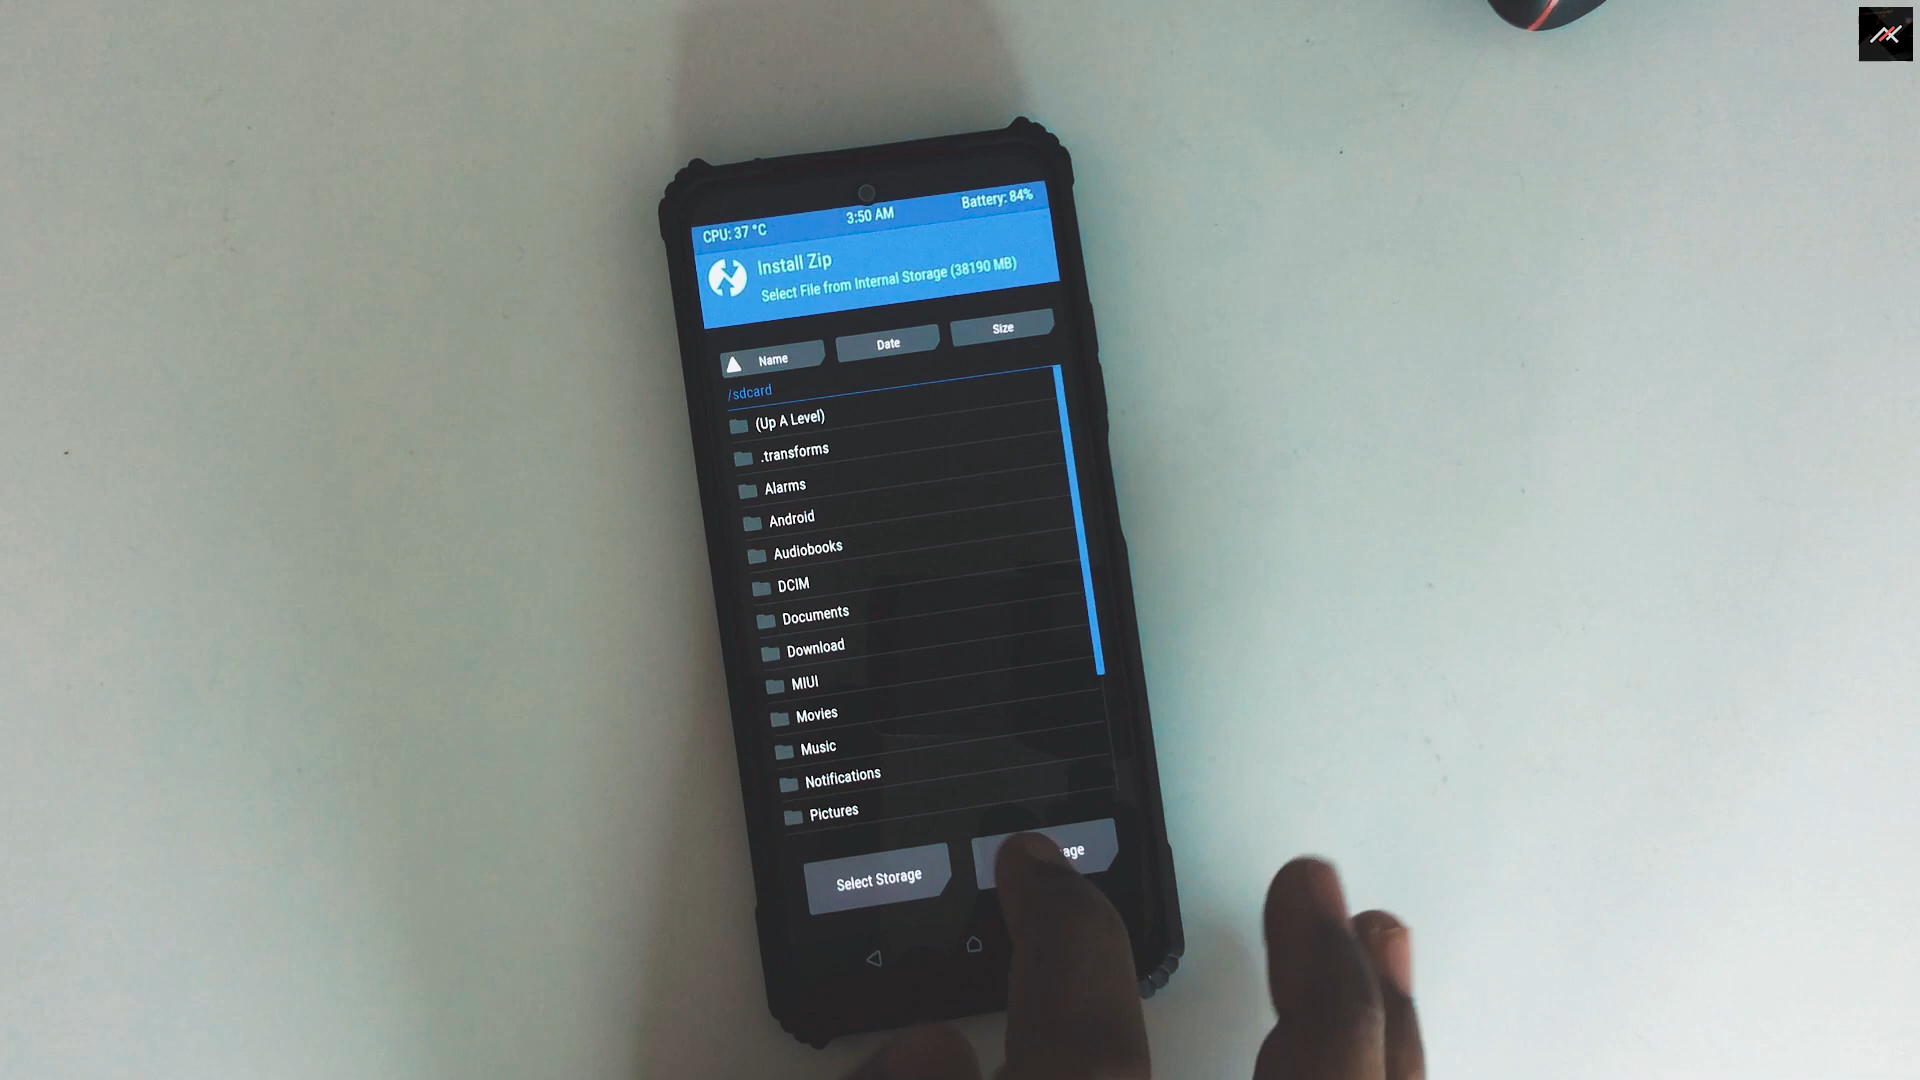 CPU: 37 °C
3:50 AM
Battery: 84%
Install Zip
Select File from Internal Storage (38190 MB)
Name
Date
Size
/sdcard
(Up A Level)
.transforms
Alarms
Android
Audiobooks
DCIM
Documents
Download
MIUI
Movies
Music
Notifications
Pictures
Select Storage